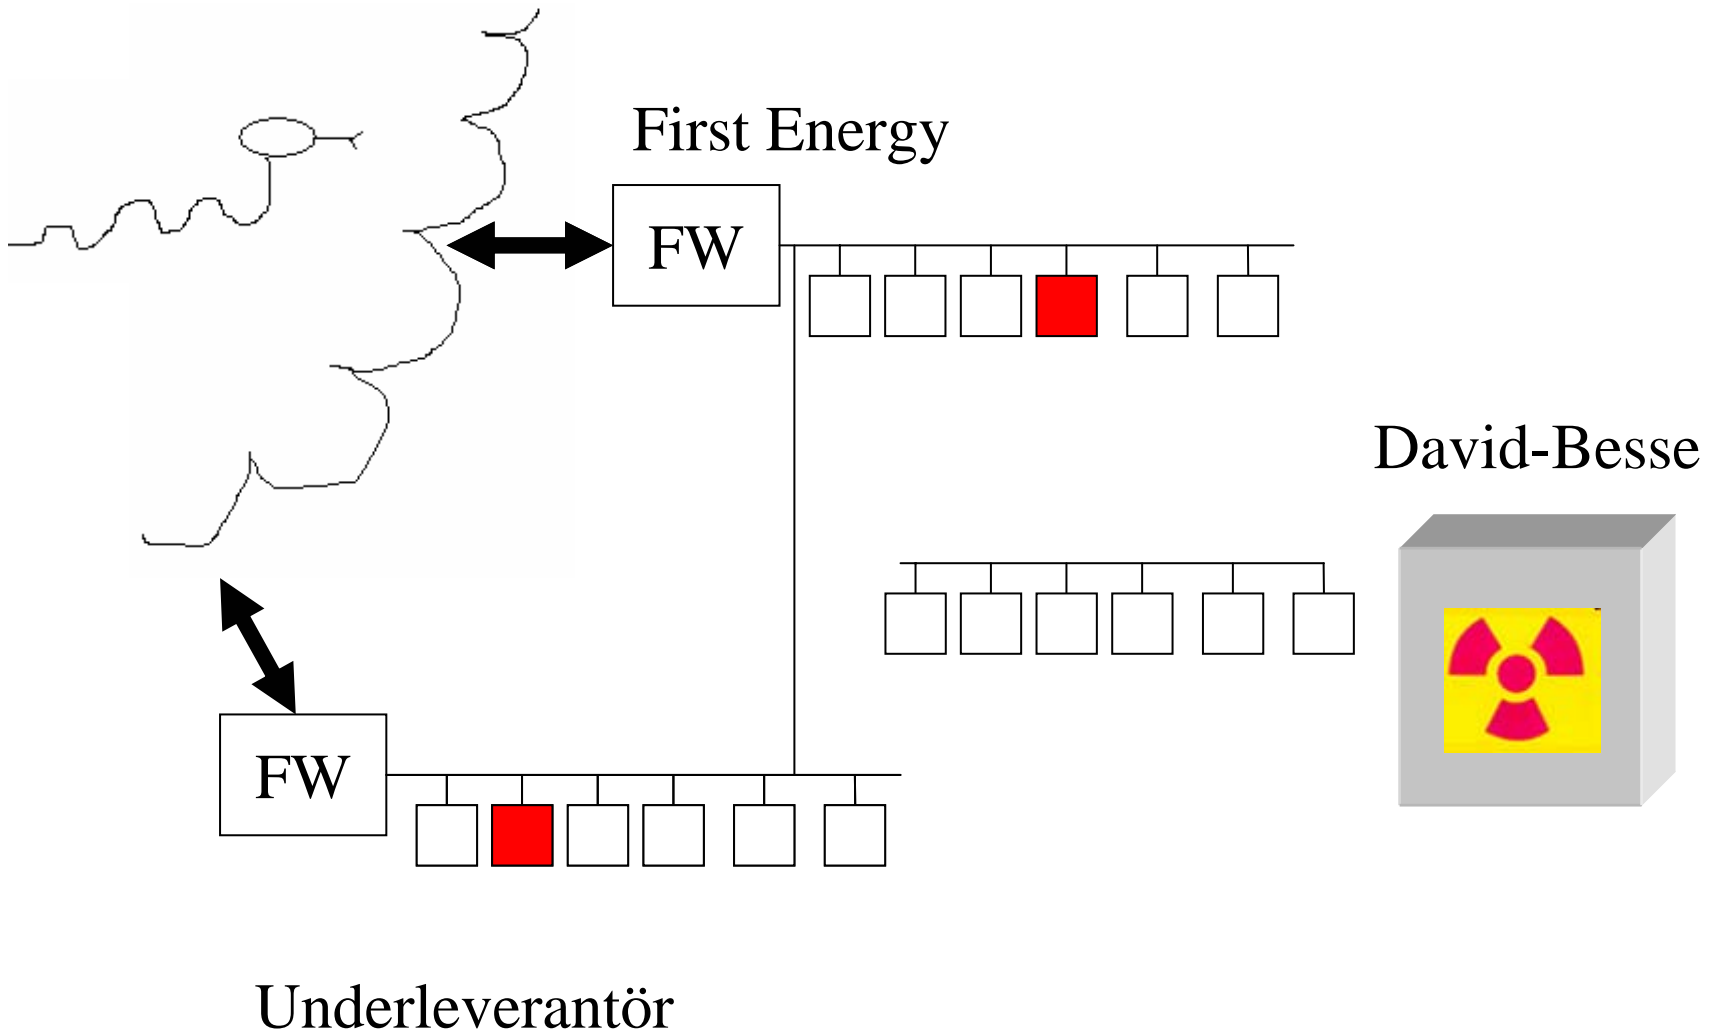 First Energy
FW
David-Besse
FW
Underleverantör